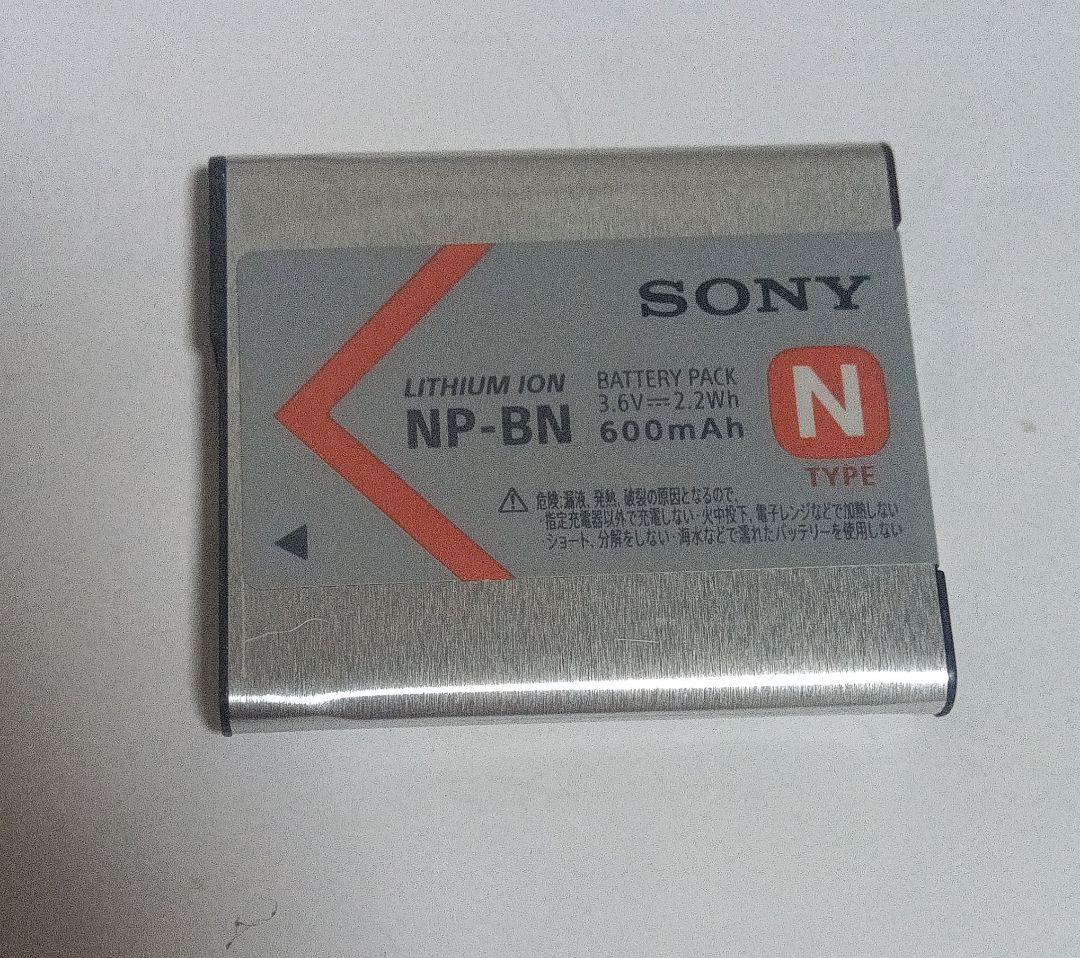 SONY
LITHIUM ION
NP-BN
BATTERY PACK
3.6V⎓2.2Wh
600mAh
N
TYPE
⚠ 危険:漏液、発熱、破裂の原因となるので、
・指定充電器以外で充電しない・火中投下、電子レンジなどで加熱しない
・ショート、分解をしない・海水などで濡れたバッテリーを使用しない